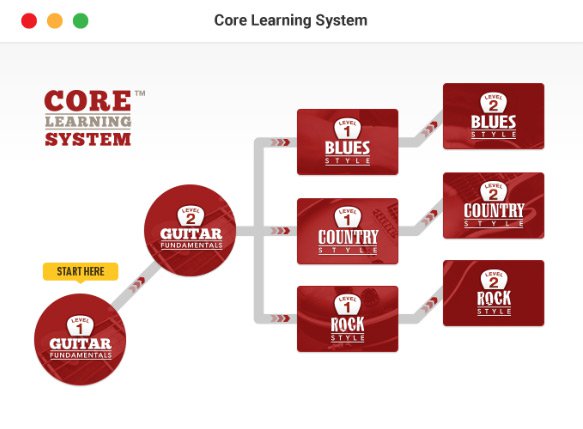 Core Learning System
CORE™
LEARNING
SYSTEM
START HERE
LEVEL
1
GUITAR
FUNDAMENTALS
LEVEL
2
GUITAR
FUNDAMENTALS
LEVEL
1
BLUES
STYLE
LEVEL
2
BLUES
STYLE
LEVEL
1
COUNTRY
STYLE
LEVEL
2
COUNTRY
STYLE
LEVEL
1
ROCK
STYLE
LEVEL
2
ROCK
STYLE